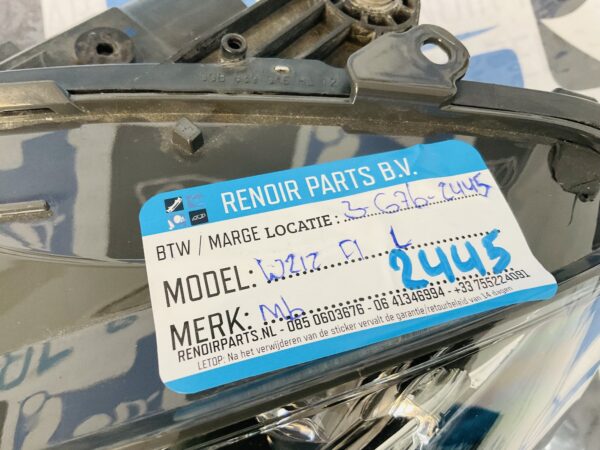 RENOIR PARTS B.V.
BTW / MARGE LOCATIE: 3-G76-2445
MODEL: W212 Fl L
2445
MERK: Mb
RENOIRPARTS.NL - 085 0603676 - 06 41346994 - +33 755224091
LETOP: Na het verwijderen van de sticker vervalt de garantie/retourbeleid van 14 dagen